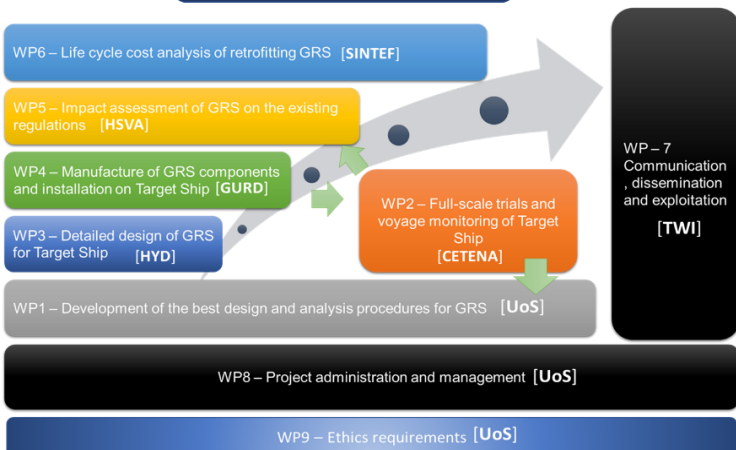 WP6 – Life cycle cost analysis of retrofitting GRS [SINTEF]
WP5 – Impact assessment of GRS on the existing
regulations [HSVA]
WP4 – Manufacture of GRS components
and installation on Target Ship [GURD]
WP3 – Detailed design of GRS
for Target Ship [HYD]
WP2 – Full-scale trials and
voyage monitoring of Target
Ship
[CETENA]
WP1 – Development of the best design and analysis procedures for GRS [UoS]
WP – 7
Communication
, dissemination
and exploitation
[TWI]
WP8 – Project administration and management [UoS]
WP9 – Ethics requirements [UoS]